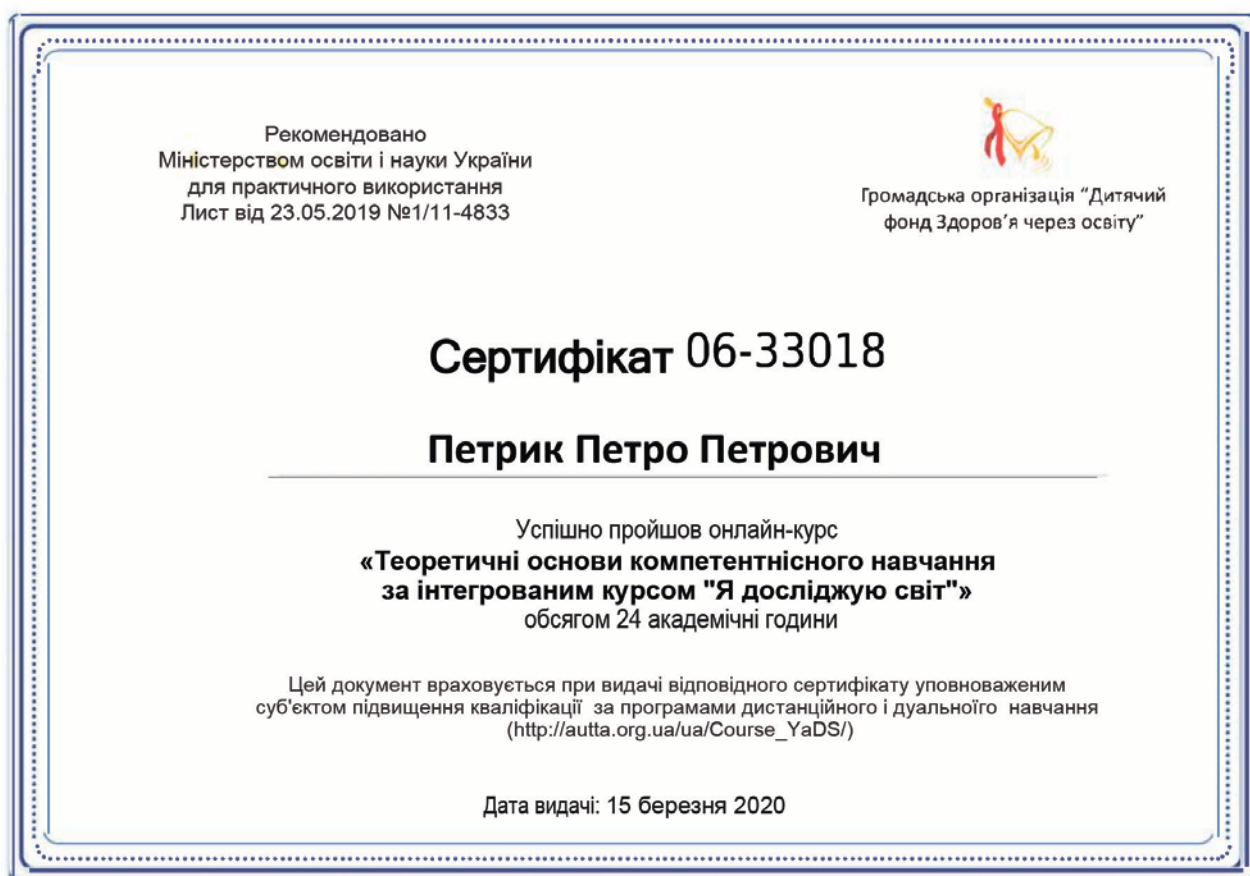 Рекомендовано
Міністерством освіти і науки України
для практичного використання
Лист від 23.05.2019 №1/11-4833
Громадська організація “Дитячий
фонд Здоров’я через освіту”
Сертифікат 06-33018
Петрик Петро Петрович
Успішно пройшов онлайн-курс
«Теоретичні основи компетентнісного навчання
за інтегрованим курсом "Я досліджую світ"»
обсягом 24 академічні години
Цей документ враховується при видачі відповідного сертифікату уповноваженим
суб'єктом підвищення кваліфікації за програмами дистанційного і дуальної навчання
(http://autta.org.ua/ua/Course_YaDS/)
Дата видачі: 15 березня 2020